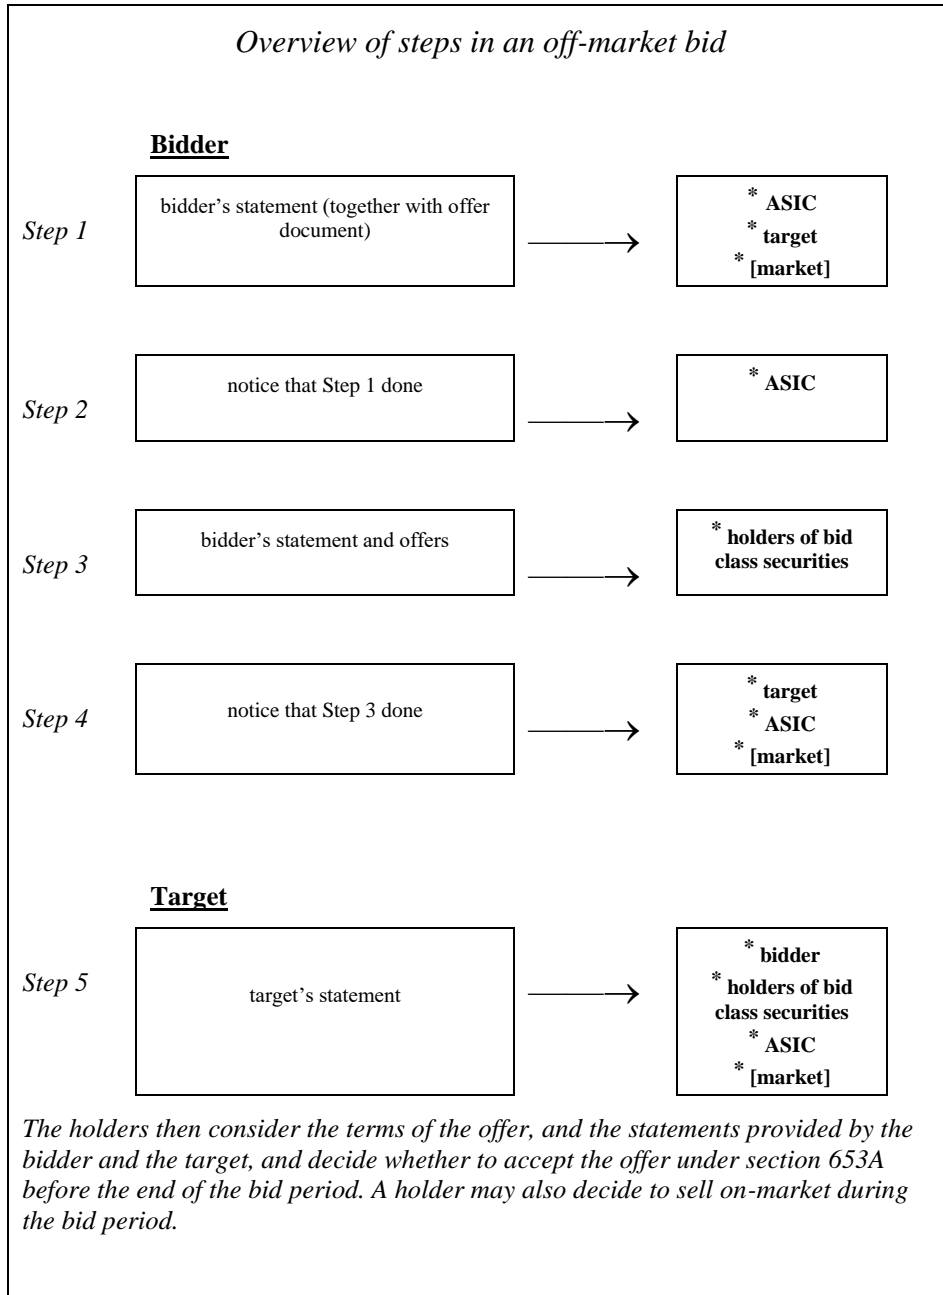 Overview of steps in an off-market bid
Bidder
Step 1
bidder’s statement (together with offer
document)
* ASIC
* target
* [market]
Step 2
notice that Step 1 done
* ASIC
Step 3
bidder’s statement and offers
* holders of bid
class securities
Step 4
notice that Step 3 done
* target
* ASIC
* [market]
Target
Step 5
target’s statement
* bidder
* holders of bid
class securities
* ASIC
* [market]
The holders then consider the terms of the offer, and the statements provided by the
bidder and the target, and decide whether to accept the offer under section 653A
before the end of the bid period. A holder may also decide to sell on-market during
the bid period.